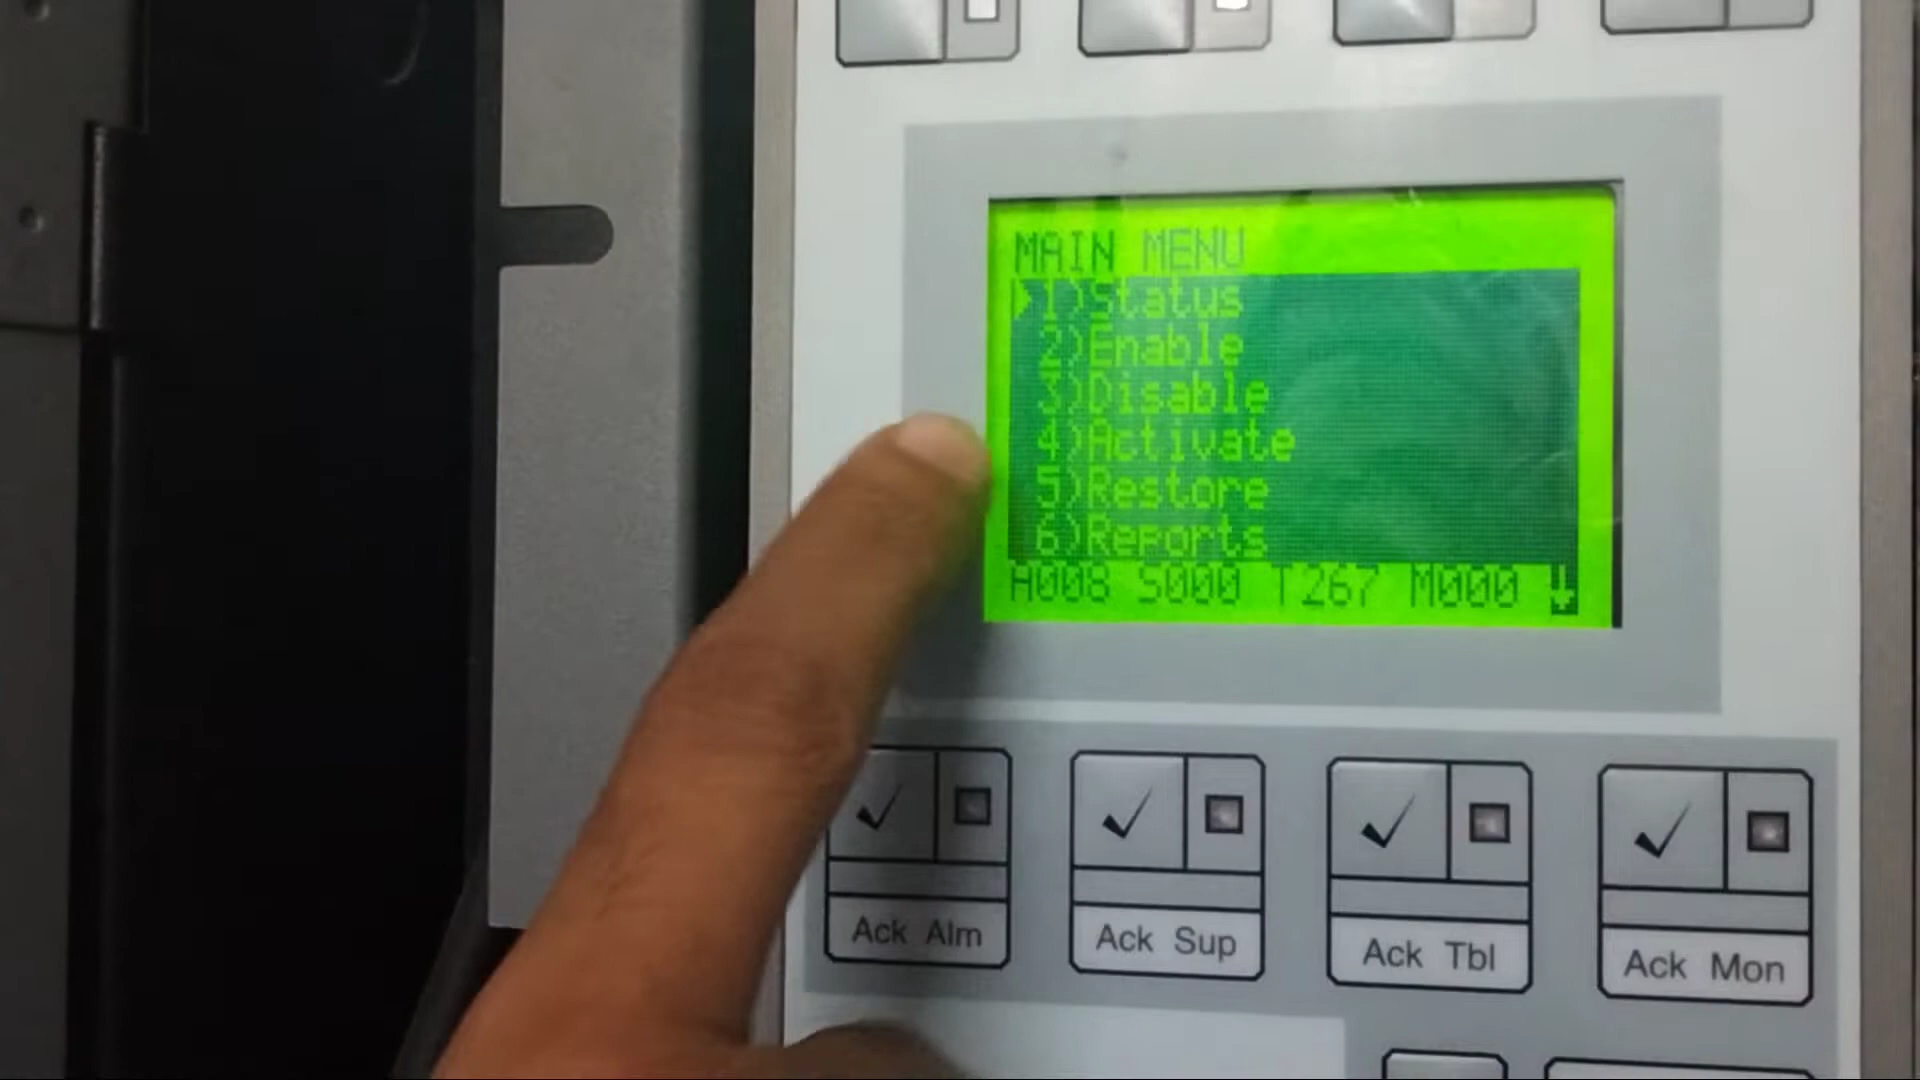 MAIN MENU
1)Status
2)Enable
3)Disable
4)Activate
5)Restore
6)Reports
A008 S000 T267 M000
Ack Alm
Ack Sup
Ack Tbl
Ack Mon